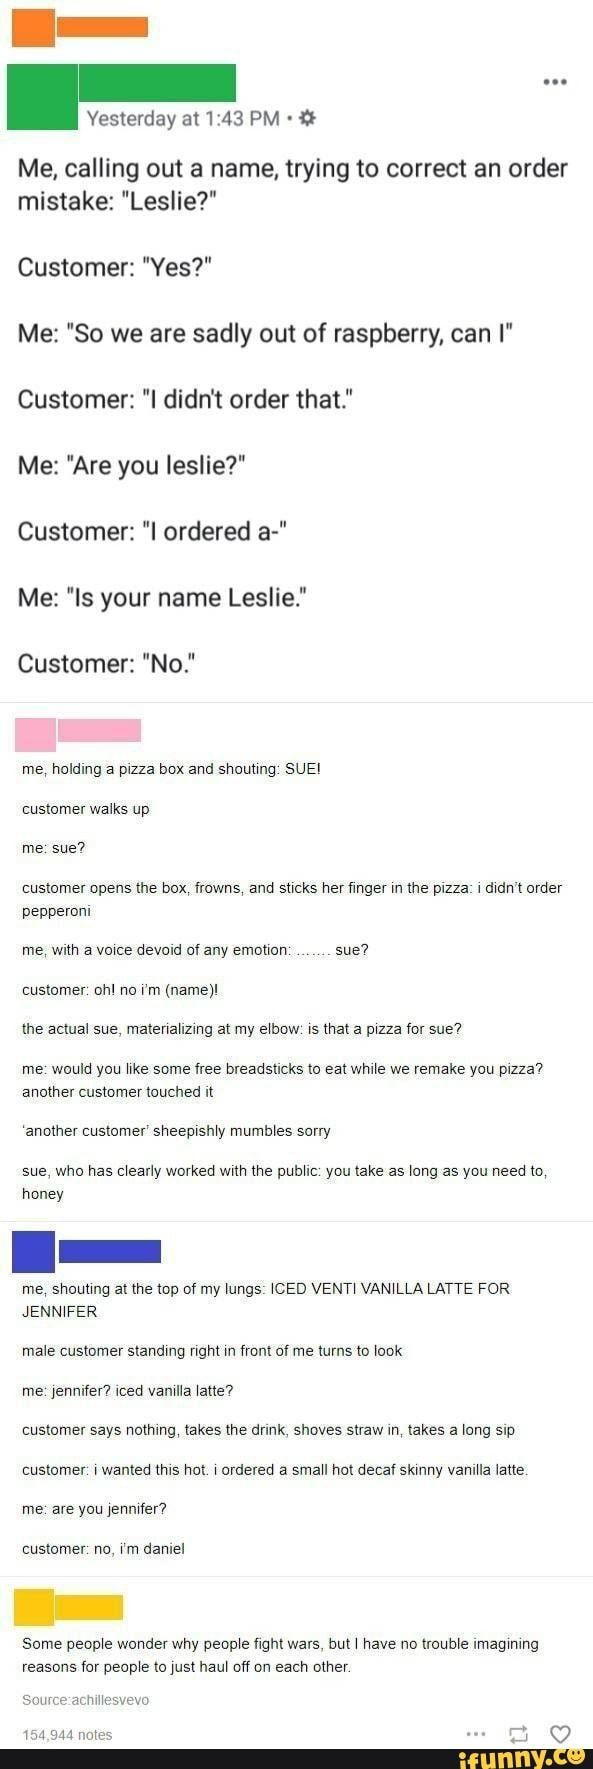 Yesterday at 1:43 PM •
Me, calling out a name, trying to correct an order
mistake: "Leslie?"
Customer: "Yes?"
Me: "So we are sadly out of raspberry, can I"
Customer: "I didn't order that."
Me: "Are you leslie?"
Customer: "I ordered a-"
Me: "Is your name Leslie."
Customer: "No."
me, holding a pizza box and shouting: SUE!
customer walks up
me: sue?
customer opens the box, frowns, and sticks her finger in the pizza: i didn't order
pepperoni
me, with a voice devoid of any emotion: ....... sue?
customer: oh! no i'm (name)!
the actual sue, materializing at my elbow: is that a pizza for sue?
me: would you like some free breadsticks to eat while we remake you pizza?
another customer touched it
'another customer' sheepishly mumbles sorry
sue, who has clearly worked with the public: you take as long as you need to,
honey
me, shouting at the top of my lungs: ICED VENTI VANILLA LATTE FOR
JENNIFER
male customer standing right in front of me turns to look
me: jennifer? iced vanilla latte?
customer says nothing, takes the drink, shoves straw in, takes a long sip
customer: i wanted this hot. i ordered a small hot decaf skinny vanilla latte.
me: are you jennifer?
customer: no, i'm daniel
Some people wonder why people fight wars, but I have no trouble imagining
reasons for people to just haul off on each other.
Source:achillesvevo
154,944 notes
ifunny.co